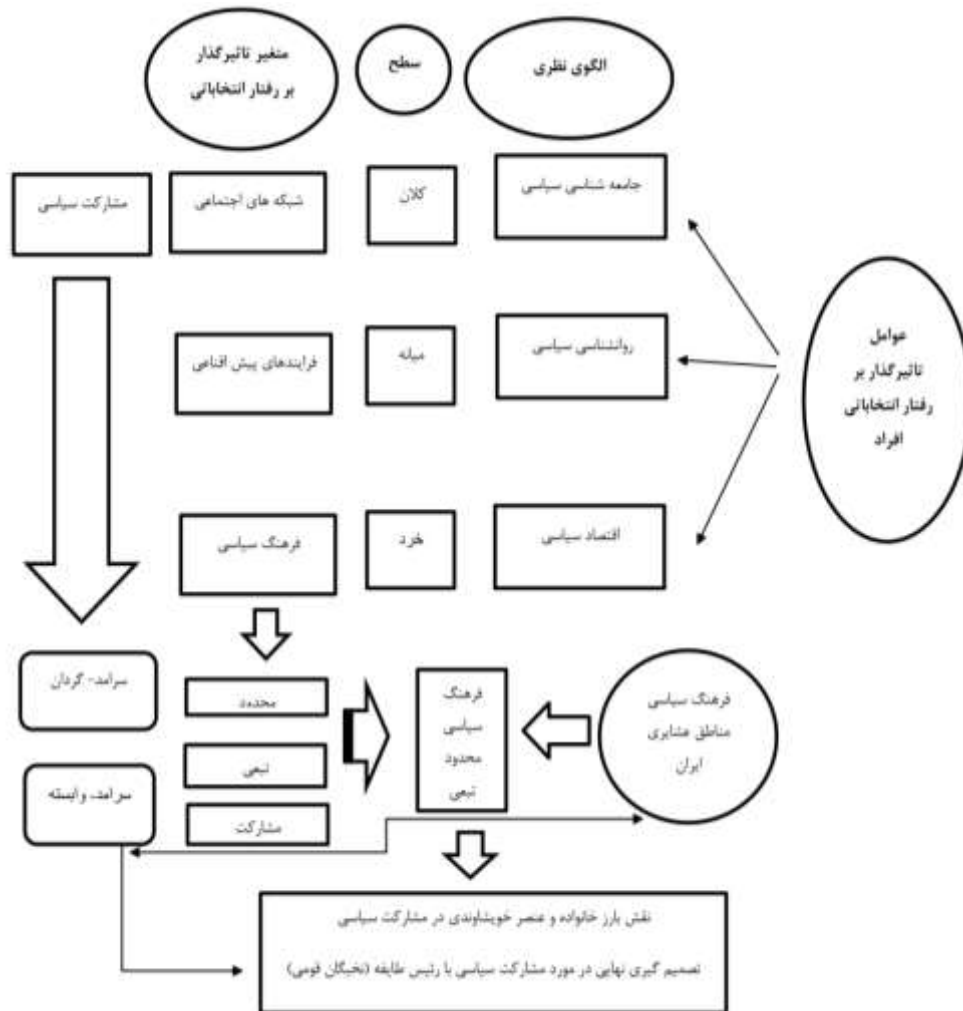 الگوی نظری
سطح
متغیر تاثیرگذار
بر رفتار انتخاباتی
جامعه شناسی سیاسی
کلان
شبکه های اجتماعی
مشارکت سیاسی
عوامل
تاثیرگذار بر
رفتار انتخاباتی
افراد
روانشناسی سیاسی
میانه
فرایندهای پیش اقناعی
اقتصاد سیاسی
خرد
فرهنگ سیاسی
فرهنگ سیاسی
مناطق عشایری
ایران
فرهنگ
سیاسی
محدود
تبعی
محدود
تبعی
مشارکت
سرامد- گردان
سرامد- وابسته
نقش بارز خانواده و عنصر خویشاوندی در مشارکت سیاسی
تصمیم گیری نهایی در مورد مشارکت سیاسی با رئیس طایفه (نخبگان قومی)